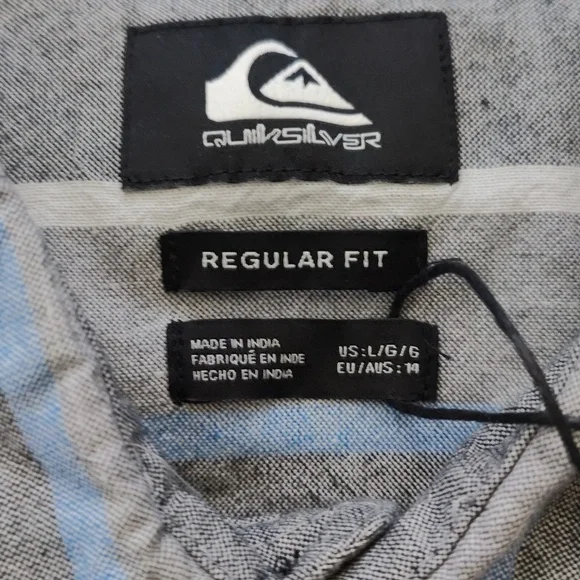 QUIKSILVER
REGULAR FIT
MADE IN INDIA
FABRIQUÉ EN INDE
HECHO EN INDIA
US:L/G/G
EU/AUS:14